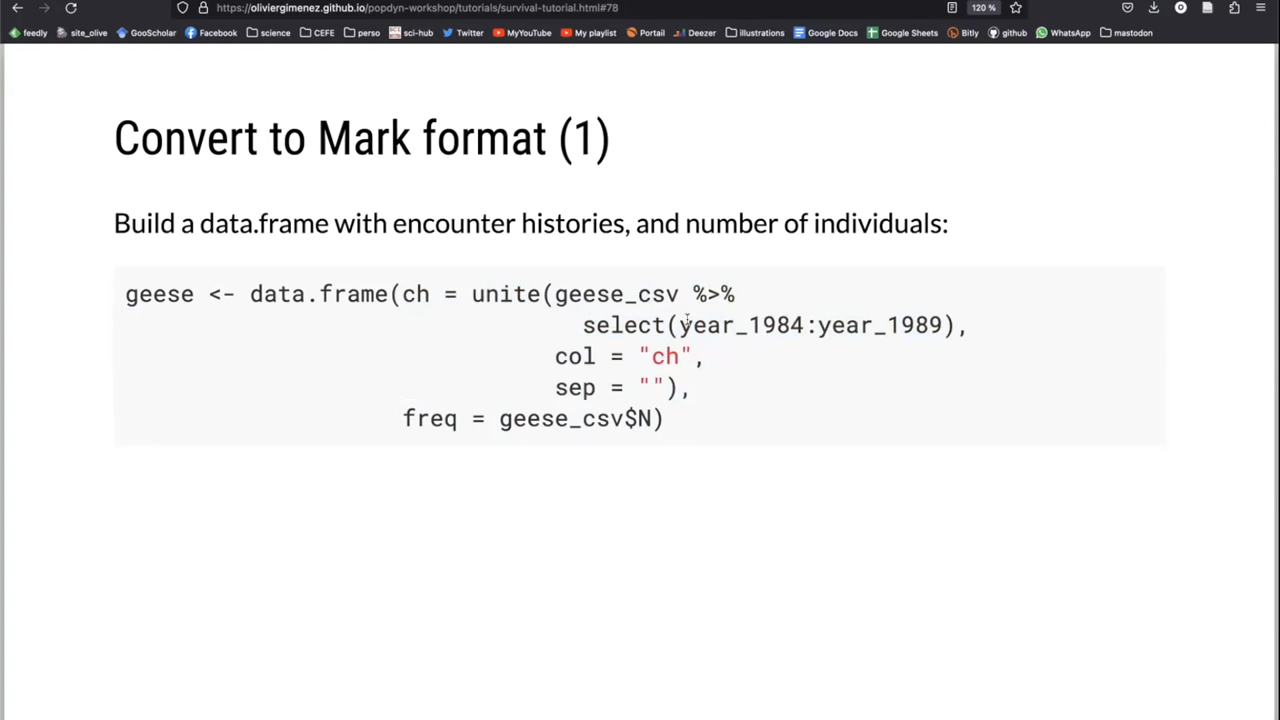 https://oliviergimenez.github.io/popdyn-workshop/tutorials/survival-tutorial.html#78 120 %
feedly site_olive GooScholar Facebook science CEFE perso sci-hub Twitter MyYouTube My playlist Portail Deezer illustrations Google Docs Google Sheets Bitly github WhatsApp mastodon
Convert to Mark format (1)
Build a data.frame with encounter histories, and number of individuals:
geese <- data.frame(ch = unite(geese_csv %>%
select(year_1984:year_1989),
col = "ch",
sep = ""),
freq = geese_csv$N)